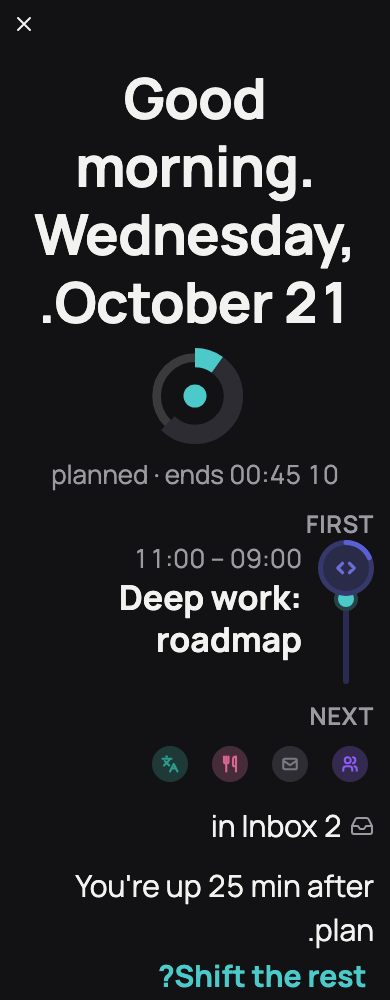 Good
morning.
Wednesday,
.October 21
planned · ends 00:45 10
FIRST
11:00 – 09:00
Deep work:
roadmap
NEXT
in Inbox 2
You're up 25 min after
.plan
?Shift the rest